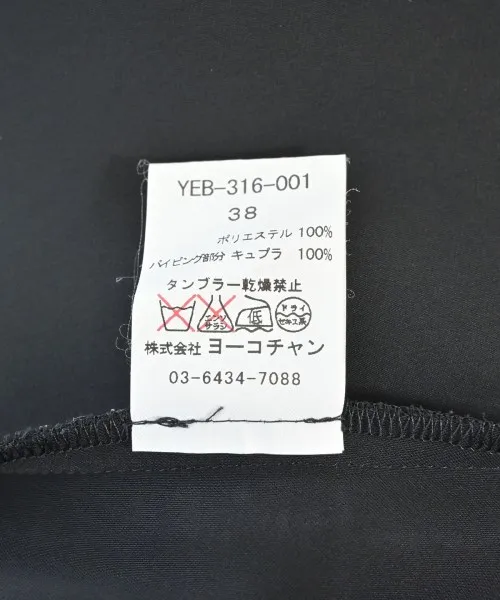 YEB-316-001
38
ポリエステル 100%
パイピング部分 キュプラ 100%
タンブラー乾燥禁止
エンソ サラシ 低 ドライ セキユ系
株式会社 ヨーコチャン
03-6434-7088